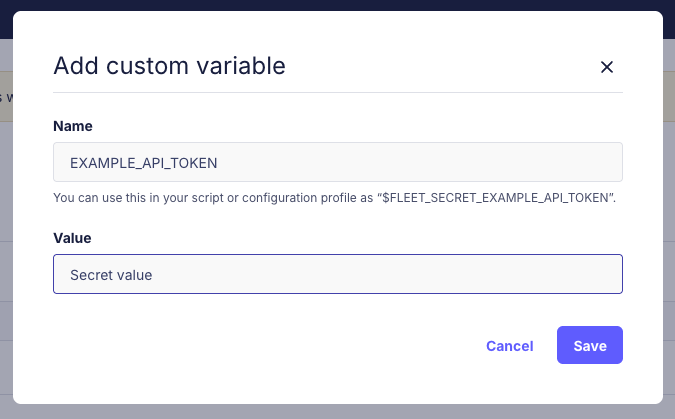 Add custom variable
Name
EXAMPLE_API_TOKEN
You can use this in your script or configuration profile as “$FLEET_SECRET_EXAMPLE_API_TOKEN”.
Value
Secret value
Cancel
Save